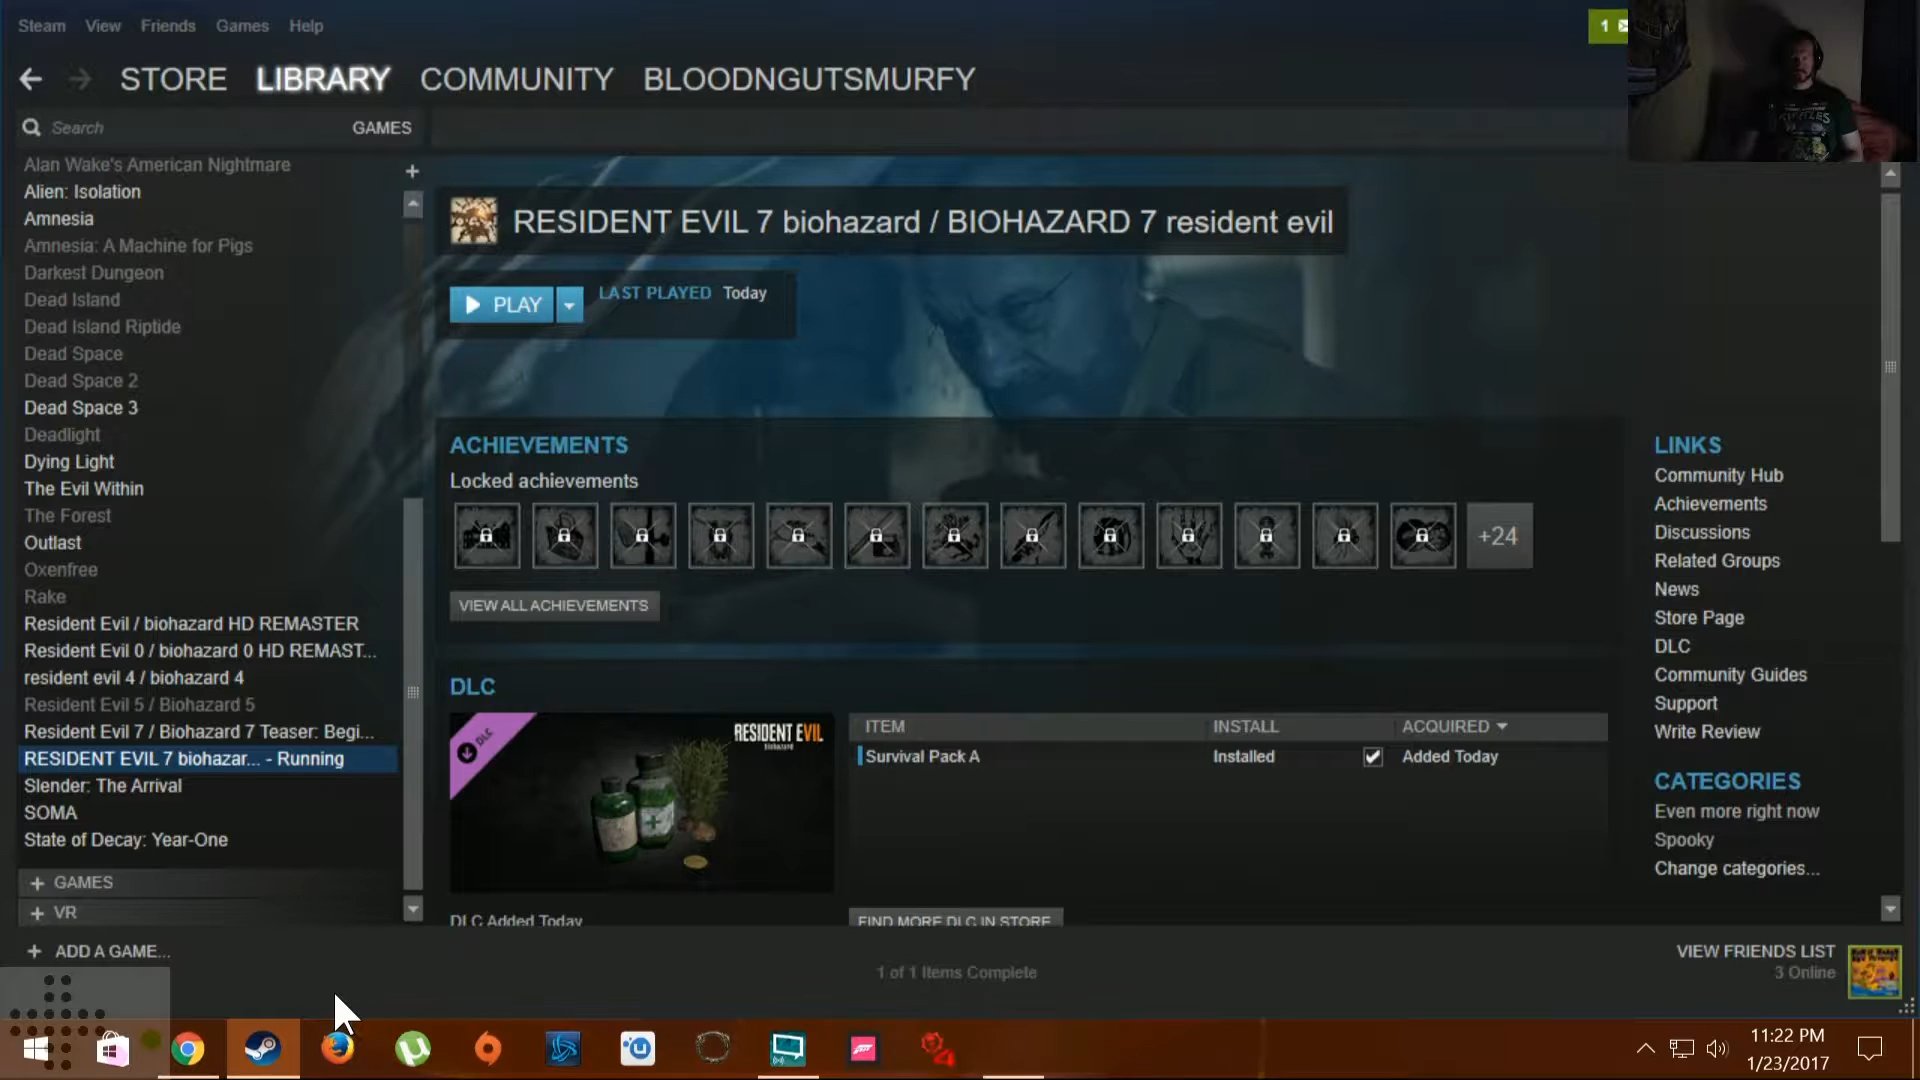 Steam View Friends Games Help
1
STORE LIBRARY COMMUNITY BLOODNGUTSMURFY
Search GAMES
Alan Wake's American Nightmare
Alien: Isolation
Amnesia
Amnesia: A Machine for Pigs
Darkest Dungeon
Dead Island
Dead Island Riptide
Dead Space
Dead Space 2
Dead Space 3
Deadlight
Dying Light
The Evil Within
The Forest
Outlast
Oxenfree
Rake
Resident Evil / biohazard HD REMASTER
Resident Evil 0 / biohazard 0 HD REMAST...
resident evil 4 / biohazard 4
Resident Evil 5 / Biohazard 5
Resident Evil 7 / Biohazard 7 Teaser: Begi...
RESIDENT EVIL 7 biohazar... - Running
Slender: The Arrival
SOMA
State of Decay: Year-One
+ GAMES
+ VR
+ ADD A GAME...
RESIDENT EVIL 7 biohazard / BIOHAZARD 7 resident evil
PLAY
LAST PLAYED Today
ACHIEVEMENTS
Locked achievements
+24
VIEW ALL ACHIEVEMENTS
DLC
DLC
RESIDENT EVIL
biohazard
ITEM INSTALL ACQUIRED
Survival Pack A Installed Added Today
DLC Added Today
FIND MORE DLC IN STORE
LINKS
Community Hub
Achievements
Discussions
Related Groups
News
Store Page
DLC
Community Guides
Support
Write Review
CATEGORIES
Even more right now
Spooky
Change categories...
1 of 1 Items Complete
VIEW FRIENDS LIST
3 Online
11:22 PM
1/23/2017